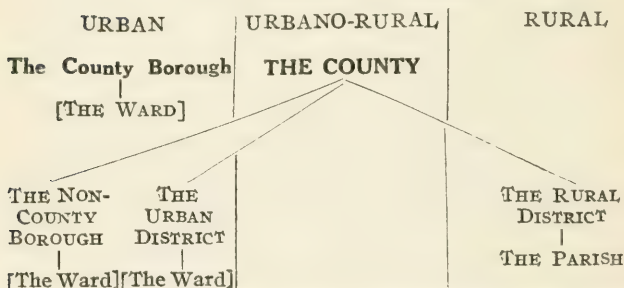 URBAN
URBANO-RURAL
RURAL
The County Borough
THE COUNTY
[THE WARD]
THE NON-
COUNTY
BOROUGH
[The Ward]
THE
URBAN
DISTRICT
[The Ward]
THE RURAL
DISTRICT
THE PARISH